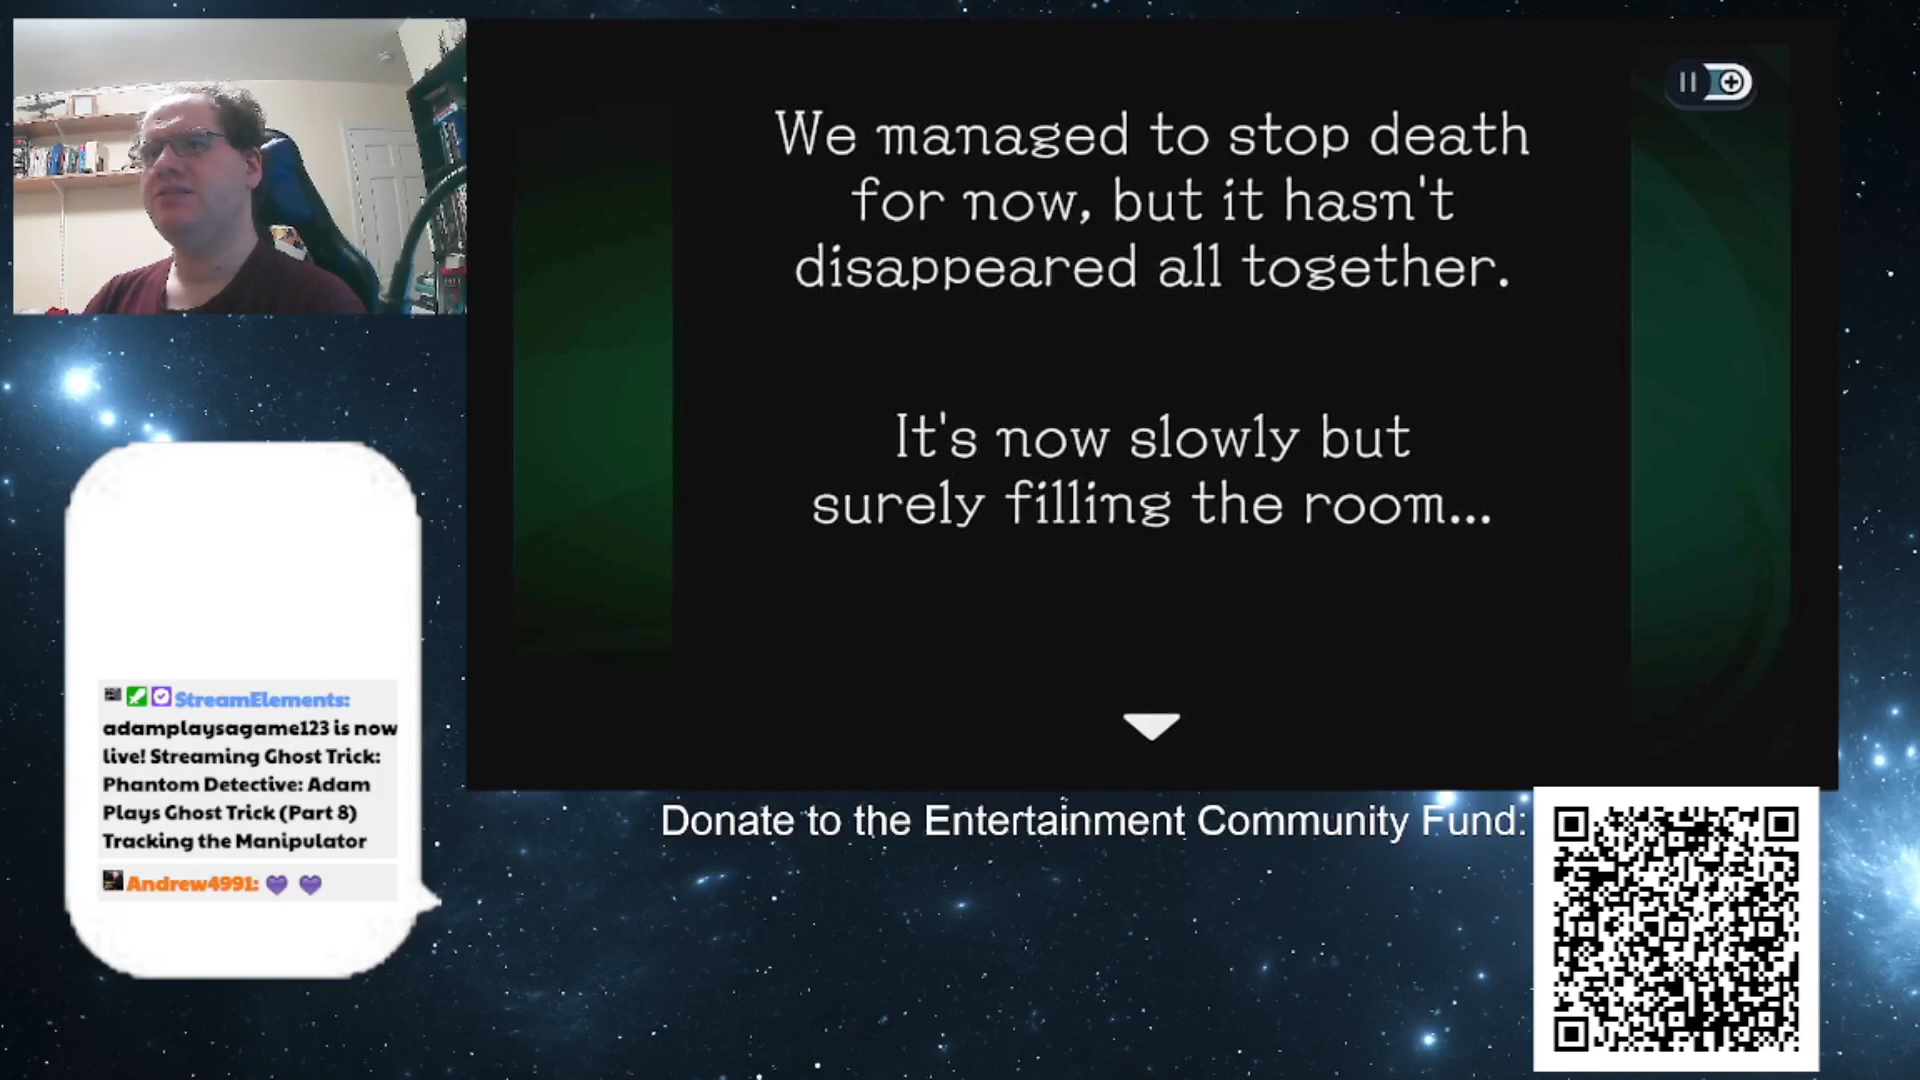 We managed to stop death
for now, but it hasn't
disappeared all together.
It's now slowly but
surely filling the room...
StreamElements:
adamplaysagame123 is now
live! Streaming Ghost Trick:
Phantom Detective: Adam
Plays Ghost Trick (Part 8)
Tracking the Manipulator
Andrew4991:
Donate to the Entertainment Community Fund: